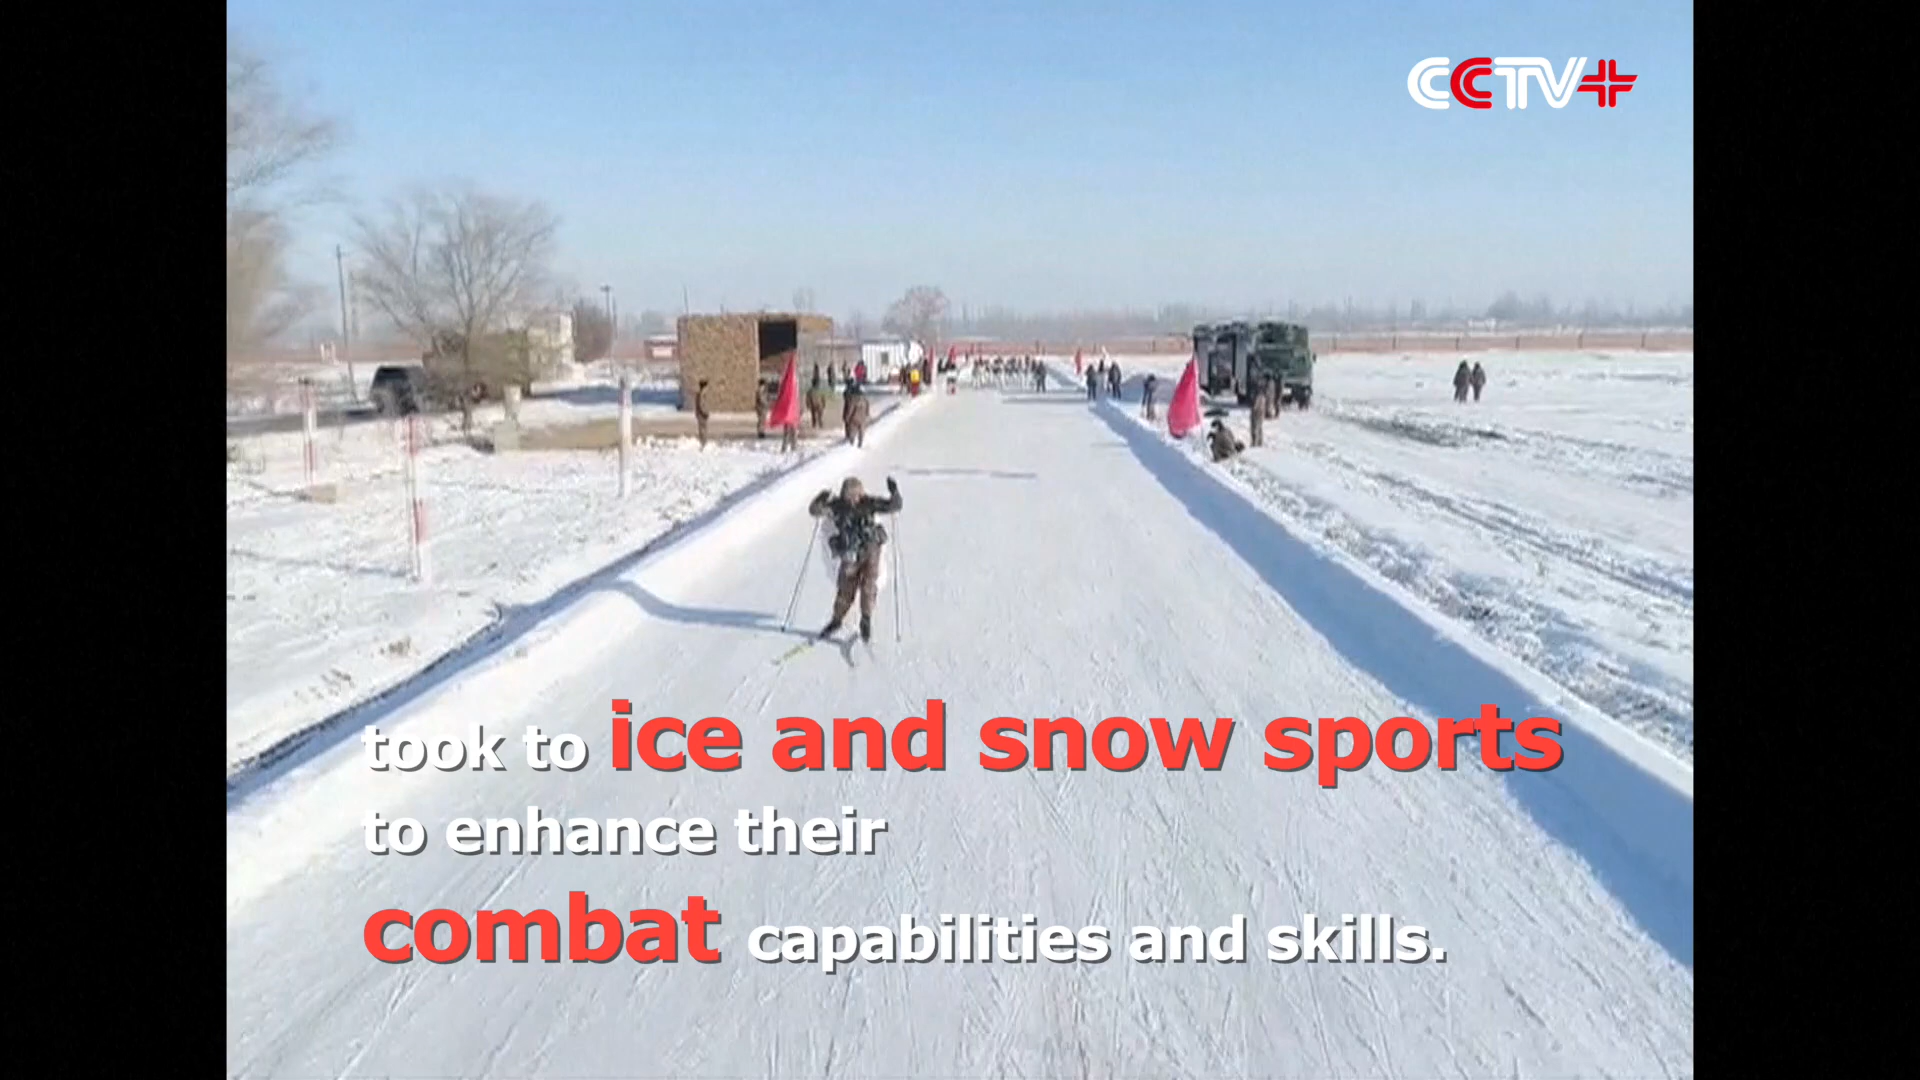 CCTV+
took to ice and snow sports
to enhance their
combat capabilities and skills.